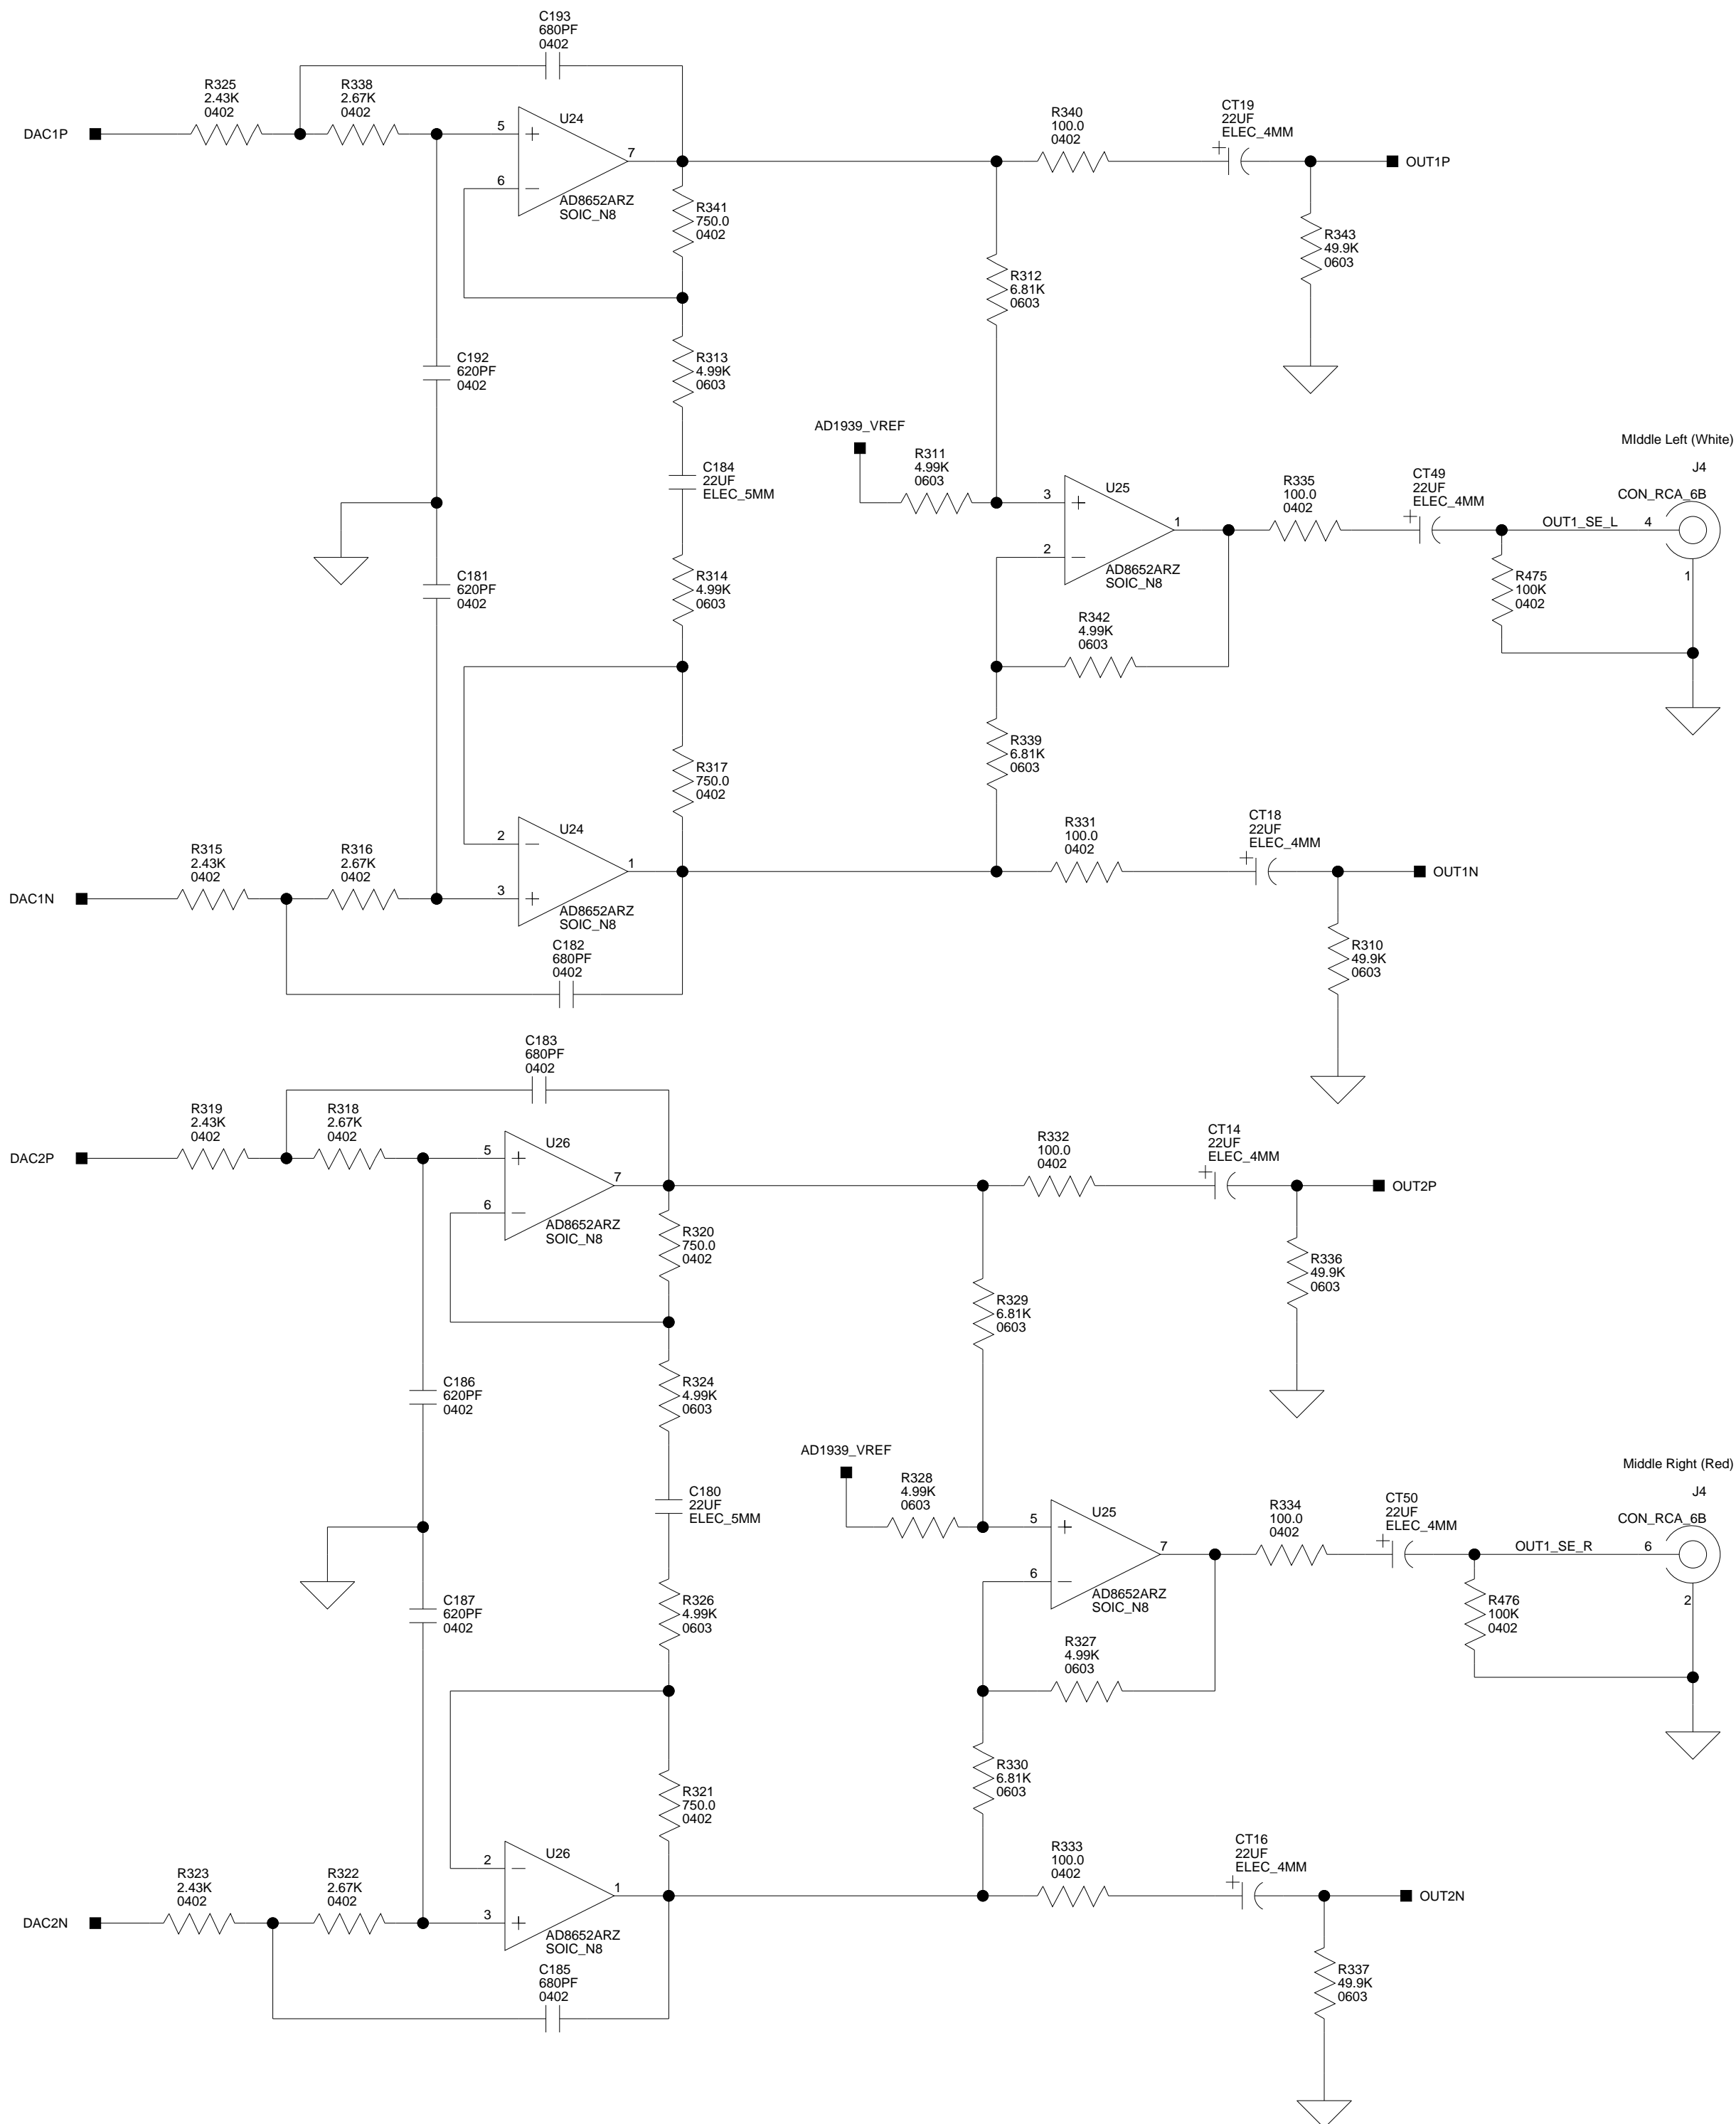 C193
680PF
0402
R325
2.43K
0402
R338
2.67K
0402
DAC1P
5
6
7
U24
AD8652ARZ
SOIC_N8
R340
100.0
0402
CT19
22UF
ELEC_4MM
+
OUT1P
R341
750.0
0402
R343
49.9K
0603
R312
6.81K
0603
C192
620PF
0402
R313
4.99K
0603
AD1939_VREF
R311
4.99K
0603
C184
22UF
ELEC_5MM
3
2
1
U25
AD8652ARZ
SOIC_N8
R335
100.0
0402
CT49
22UF
ELEC_4MM
+
MIddle Left (White)
J4
CON_RCA_6B
OUT1_SE_L
4
1
C181
620PF
0402
R314
4.99K
0603
R475
100K
0402
R342
4.99K
0603
R339
6.81K
0603
R317
750.0
0402
R315
2.43K
0402
R316
2.67K
0402
DAC1N
2
3
1
U24
AD8652ARZ
SOIC_N8
R331
100.0
0402
CT18
22UF
ELEC_4MM
+
OUT1N
C182
680PF
0402
R310
49.9K
0603
C183
680PF
0402
R319
2.43K
0402
R318
2.67K
0402
DAC2P
5
6
7
U26
AD8652ARZ
SOIC_N8
R332
100.0
0402
CT14
22UF
ELEC_4MM
+
OUT2P
R320
750.0
0402
R336
49.9K
0603
R329
6.81K
0603
C186
620PF
0402
R324
4.99K
0603
AD1939_VREF
R328
4.99K
0603
C180
22UF
ELEC_5MM
5
6
7
U25
AD8652ARZ
SOIC_N8
R334
100.0
0402
CT50
22UF
ELEC_4MM
+
Middle Right (Red)
J4
CON_RCA_6B
OUT1_SE_R
6
2
C187
620PF
0402
R326
4.99K
0603
R476
100K
0402
R327
4.99K
0603
R330
6.81K
0603
R321
750.0
0402
R323
2.43K
0402
R322
2.67K
0402
DAC2N
2
3
1
U26
AD8652ARZ
SOIC_N8
R333
100.0
0402
CT16
22UF
ELEC_4MM
+
OUT2N
C185
680PF
0402
R337
49.9K
0603